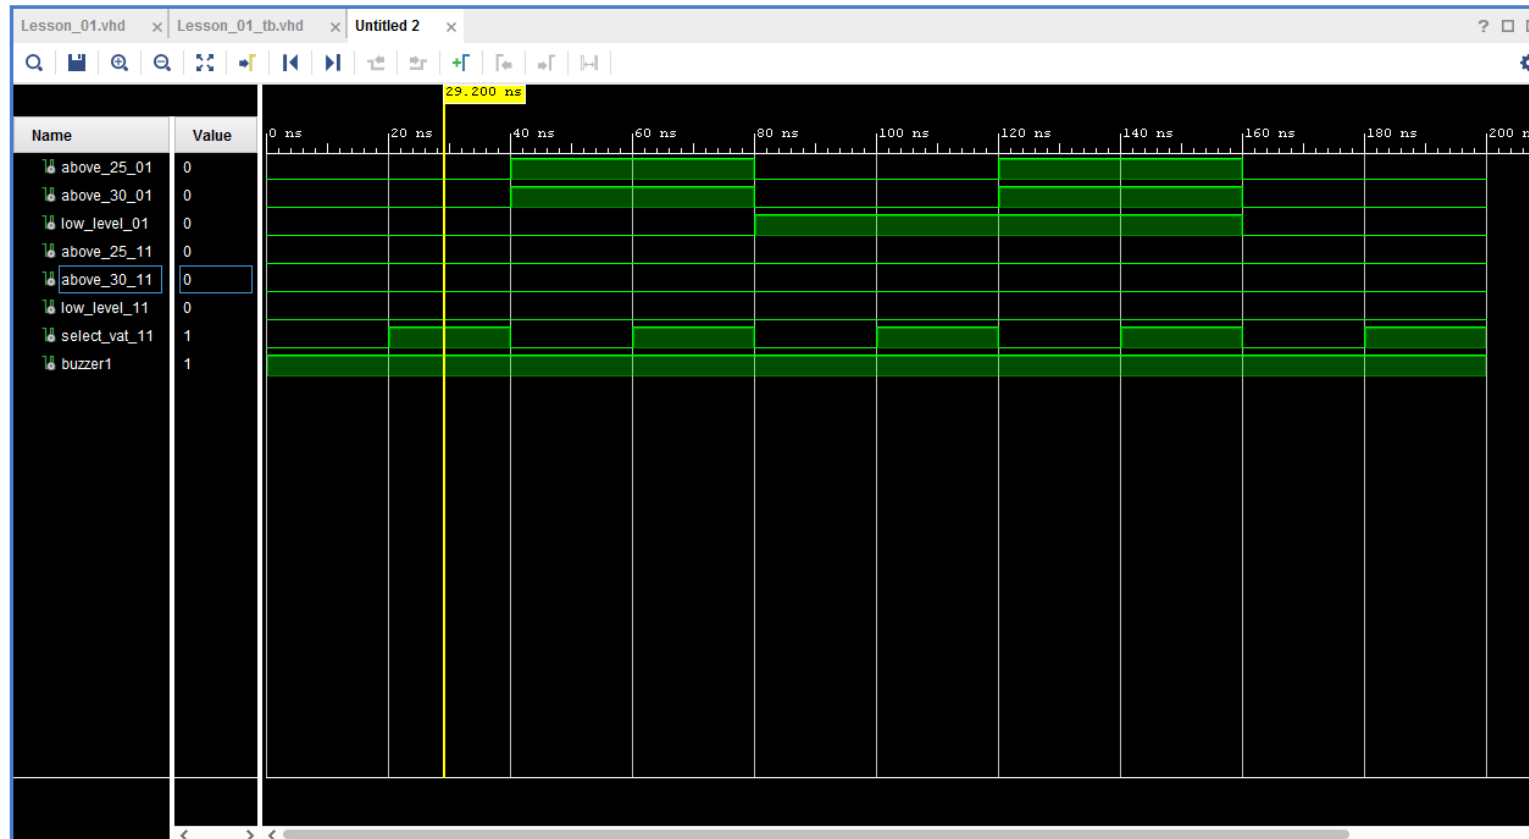 Lesson_01.vhd × Lesson_01_tb.vhd × Untitled 2 × ?
29.200 ns
Name Value 0 ns 20 ns 40 ns 60 ns 80 ns 100 ns 120 ns 140 ns 160 ns 180 ns 200 n
above_25_01 0
above_30_01 0
low_level_01 0
above_25_11 0
above_30_11 0
low_level_11 0
select_vat_11 1
buzzer1 1